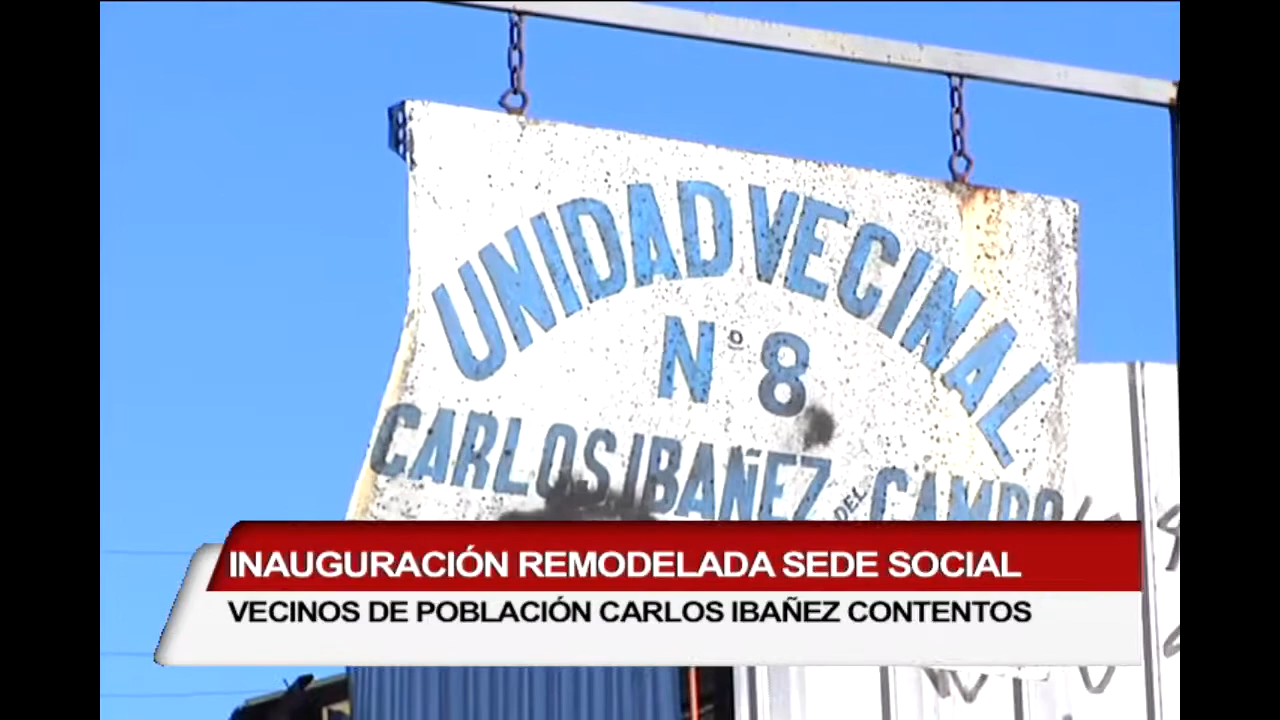 UNIDAD VECINAL
Nº 8
CARLOS IBAÑEZ DEL CAMPO
INAUGURACIÓN REMODELADA SEDE SOCIAL
VECINOS DE POBLACIÓN CARLOS IBAÑEZ CONTENTOS